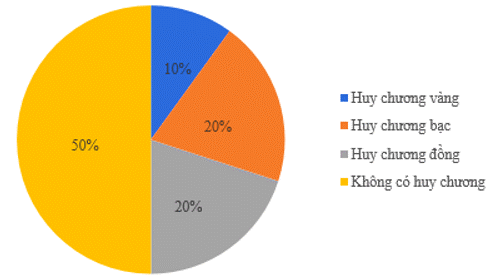 10%
20%
20%
50%
Huy chương vàng
Huy chương bạc
Huy chương đồng
Không có huy chương